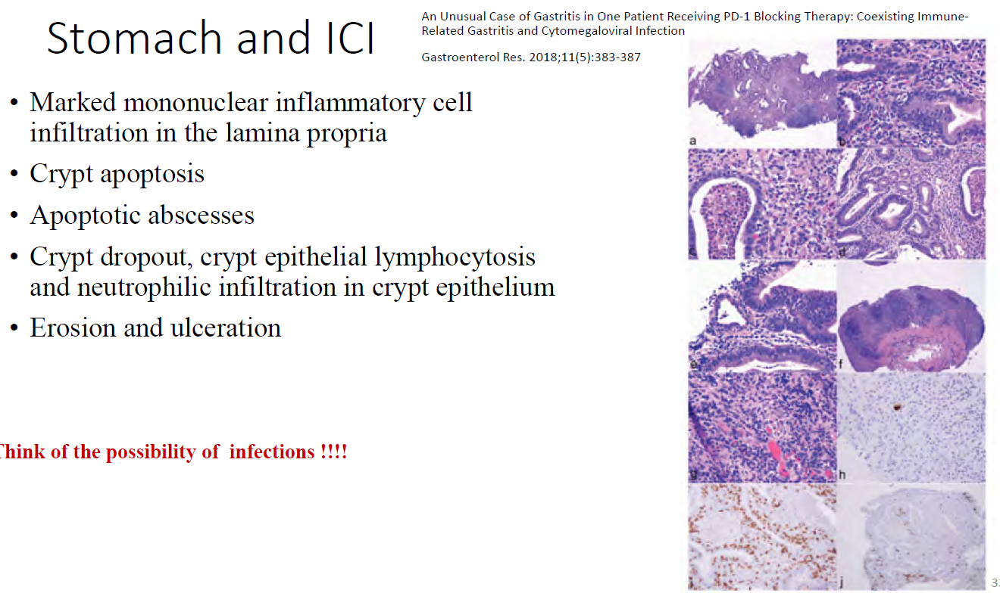 Stomach and ICI
An Unusual Case of Gastritis in One Patient Receiving PD-1 Blocking Therapy: Coexisting Immune-
Related Gastritis and Cytomegaloviral Infection
Gastroenterol Res. 2018;11(5):383-387
• Marked mononuclear inflammatory cell
infiltration in the lamina propria
• Crypt apoptosis
• Apoptotic abscesses
• Crypt dropout, crypt epithelial lymphocytosis
and neutrophilic infiltration in crypt epithelium
• Erosion and ulceration
Think of the possibility of infections !!!!
a
b
c
d
e
f
g
h
i
j